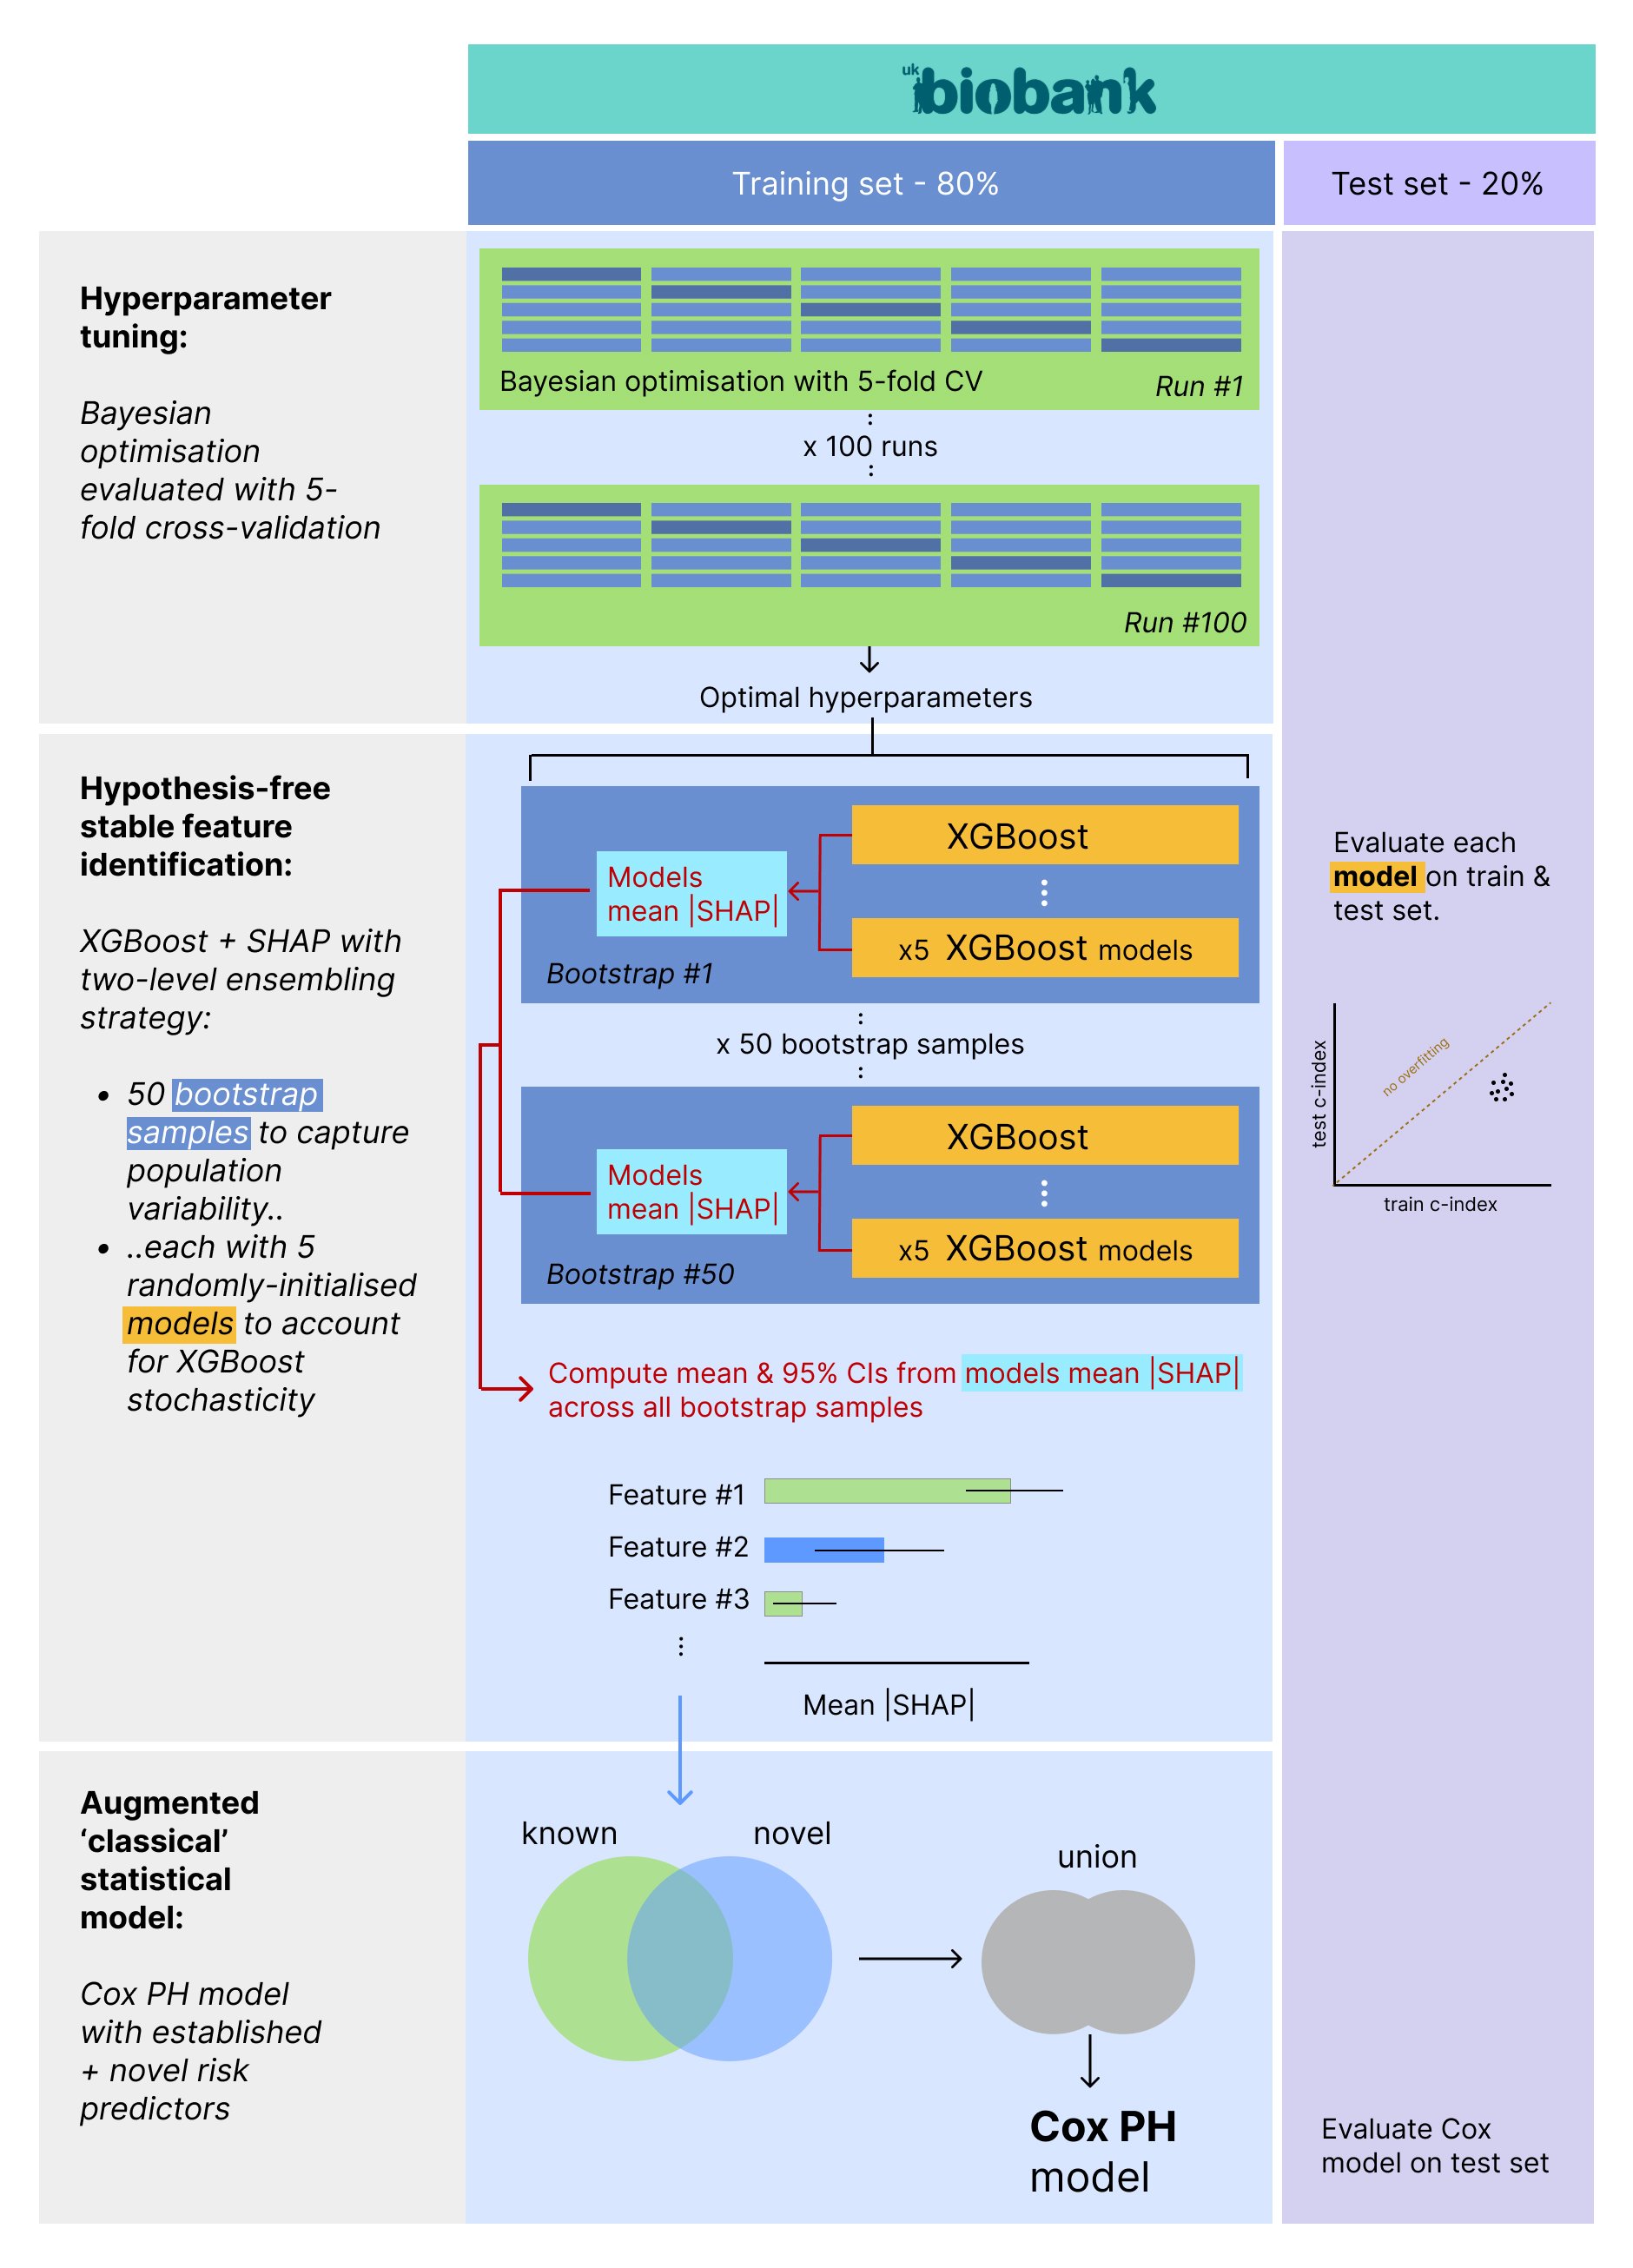 uk biobank
Training set - 80%
Test set - 20%
Hyperparameter
tuning:
Bayesian
optimisation
evaluated with 5-
fold cross-validation
Bayesian optimisation with 5-fold CV
Run #1
x 100 runs
Run #100
Optimal hyperparameters
Hypothesis-free
stable feature
identification:
XGBoost + SHAP with
two-level ensembling
strategy:
• 50 bootstrap
samples to capture
population
variability..
• ..each with 5
randomly-initialised
models to account
for XGBoost
stochasticity
XGBoost
Models
mean |SHAP|
x5 XGBoost models
Bootstrap #1
x 50 bootstrap samples
XGBoost
Models
mean |SHAP|
x5 XGBoost models
Bootstrap #50
Compute mean & 95% CIs from models mean |SHAP|
across all bootstrap samples
Feature #1
Feature #2
Feature #3
Mean |SHAP|
Evaluate each
model on train &
test set.
test c-index
no overfitting
train c-index
Augmented
‘classical’
statistical
model:
Cox PH model
with established
+ novel risk
predictors
known
novel
union
Cox PH
model
Evaluate Cox
model on test set